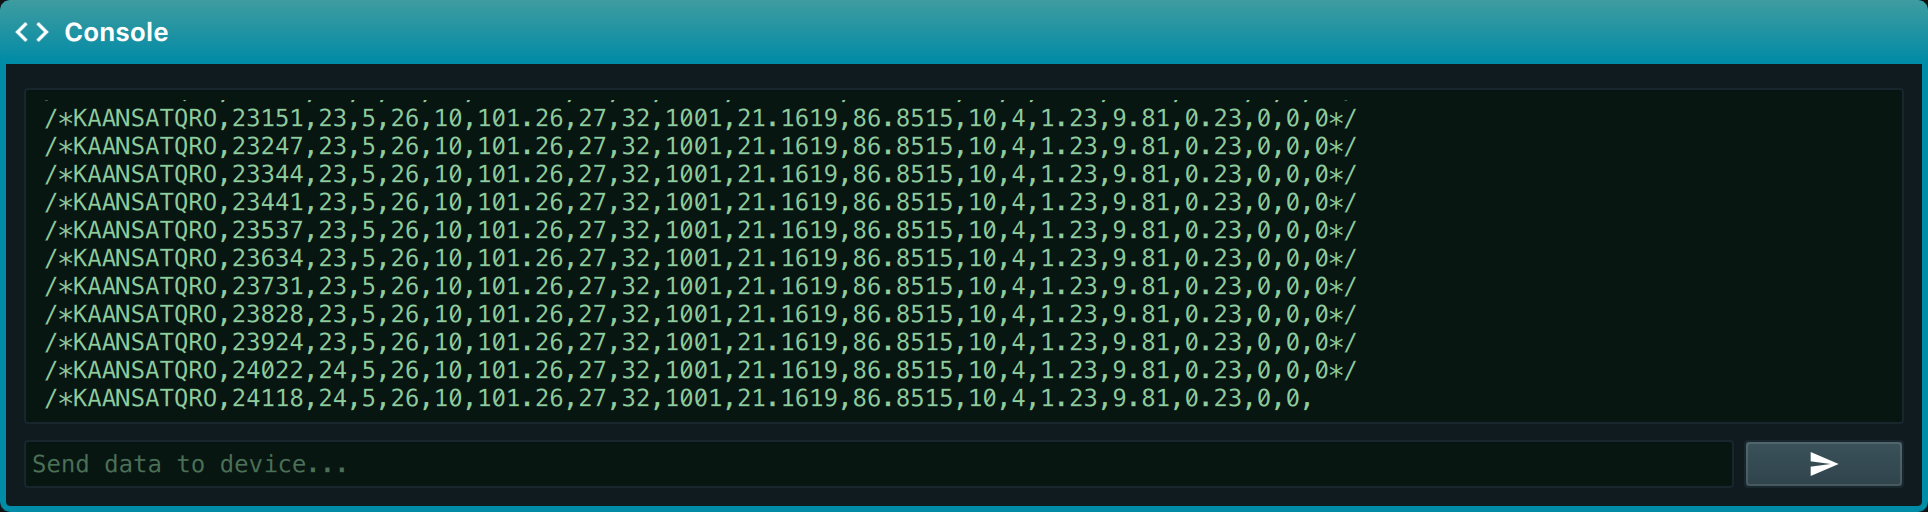 Console
/*KAANSATQRO,23151,23,5,26,10,101.26,27,32,1001,21.1619,86.8515,10,4,1.23,9.81,0.23,0,0,0*/
/*KAANSATQRO,23247,23,5,26,10,101.26,27,32,1001,21.1619,86.8515,10,4,1.23,9.81,0.23,0,0,0*/
/*KAANSATQRO,23344,23,5,26,10,101.26,27,32,1001,21.1619,86.8515,10,4,1.23,9.81,0.23,0,0,0*/
/*KAANSATQRO,23441,23,5,26,10,101.26,27,32,1001,21.1619,86.8515,10,4,1.23,9.81,0.23,0,0,0*/
/*KAANSATQRO,23537,23,5,26,10,101.26,27,32,1001,21.1619,86.8515,10,4,1.23,9.81,0.23,0,0,0*/
/*KAANSATQRO,23634,23,5,26,10,101.26,27,32,1001,21.1619,86.8515,10,4,1.23,9.81,0.23,0,0,0*/
/*KAANSATQRO,23731,23,5,26,10,101.26,27,32,1001,21.1619,86.8515,10,4,1.23,9.81,0.23,0,0,0*/
/*KAANSATQRO,23828,23,5,26,10,101.26,27,32,1001,21.1619,86.8515,10,4,1.23,9.81,0.23,0,0,0*/
/*KAANSATQRO,23924,23,5,26,10,101.26,27,32,1001,21.1619,86.8515,10,4,1.23,9.81,0.23,0,0,0*/
/*KAANSATQRO,24022,24,5,26,10,101.26,27,32,1001,21.1619,86.8515,10,4,1.23,9.81,0.23,0,0,0*/
/*KAANSATQRO,24118,24,5,26,10,101.26,27,32,1001,21.1619,86.8515,10,4,1.23,9.81,0.23,0,0,
Send data to device...